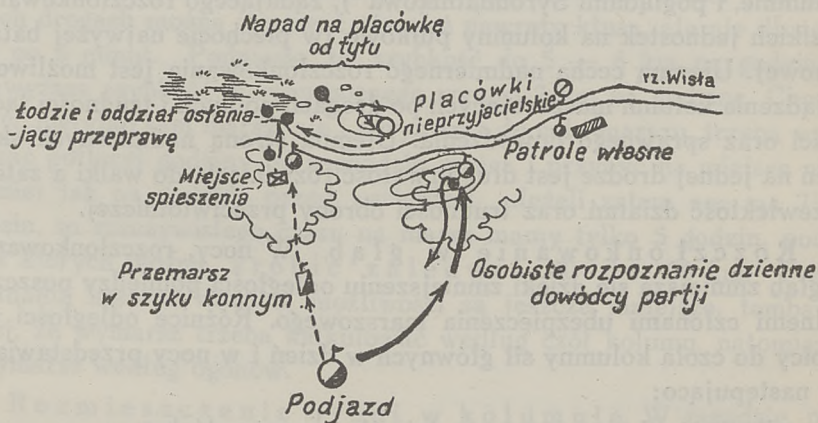 Napad na placówkę
od tyłu
Placówki
nieprzyjacielskie
rz. Wisła
Łodzie i oddział osłania-
-jący przeprawę
Patrole własne
Miejsce
spieszenia
Przemarsz
w szyku konnym
Osobiste rozpoznanie dzienne
dowódcy partji
Podjazd